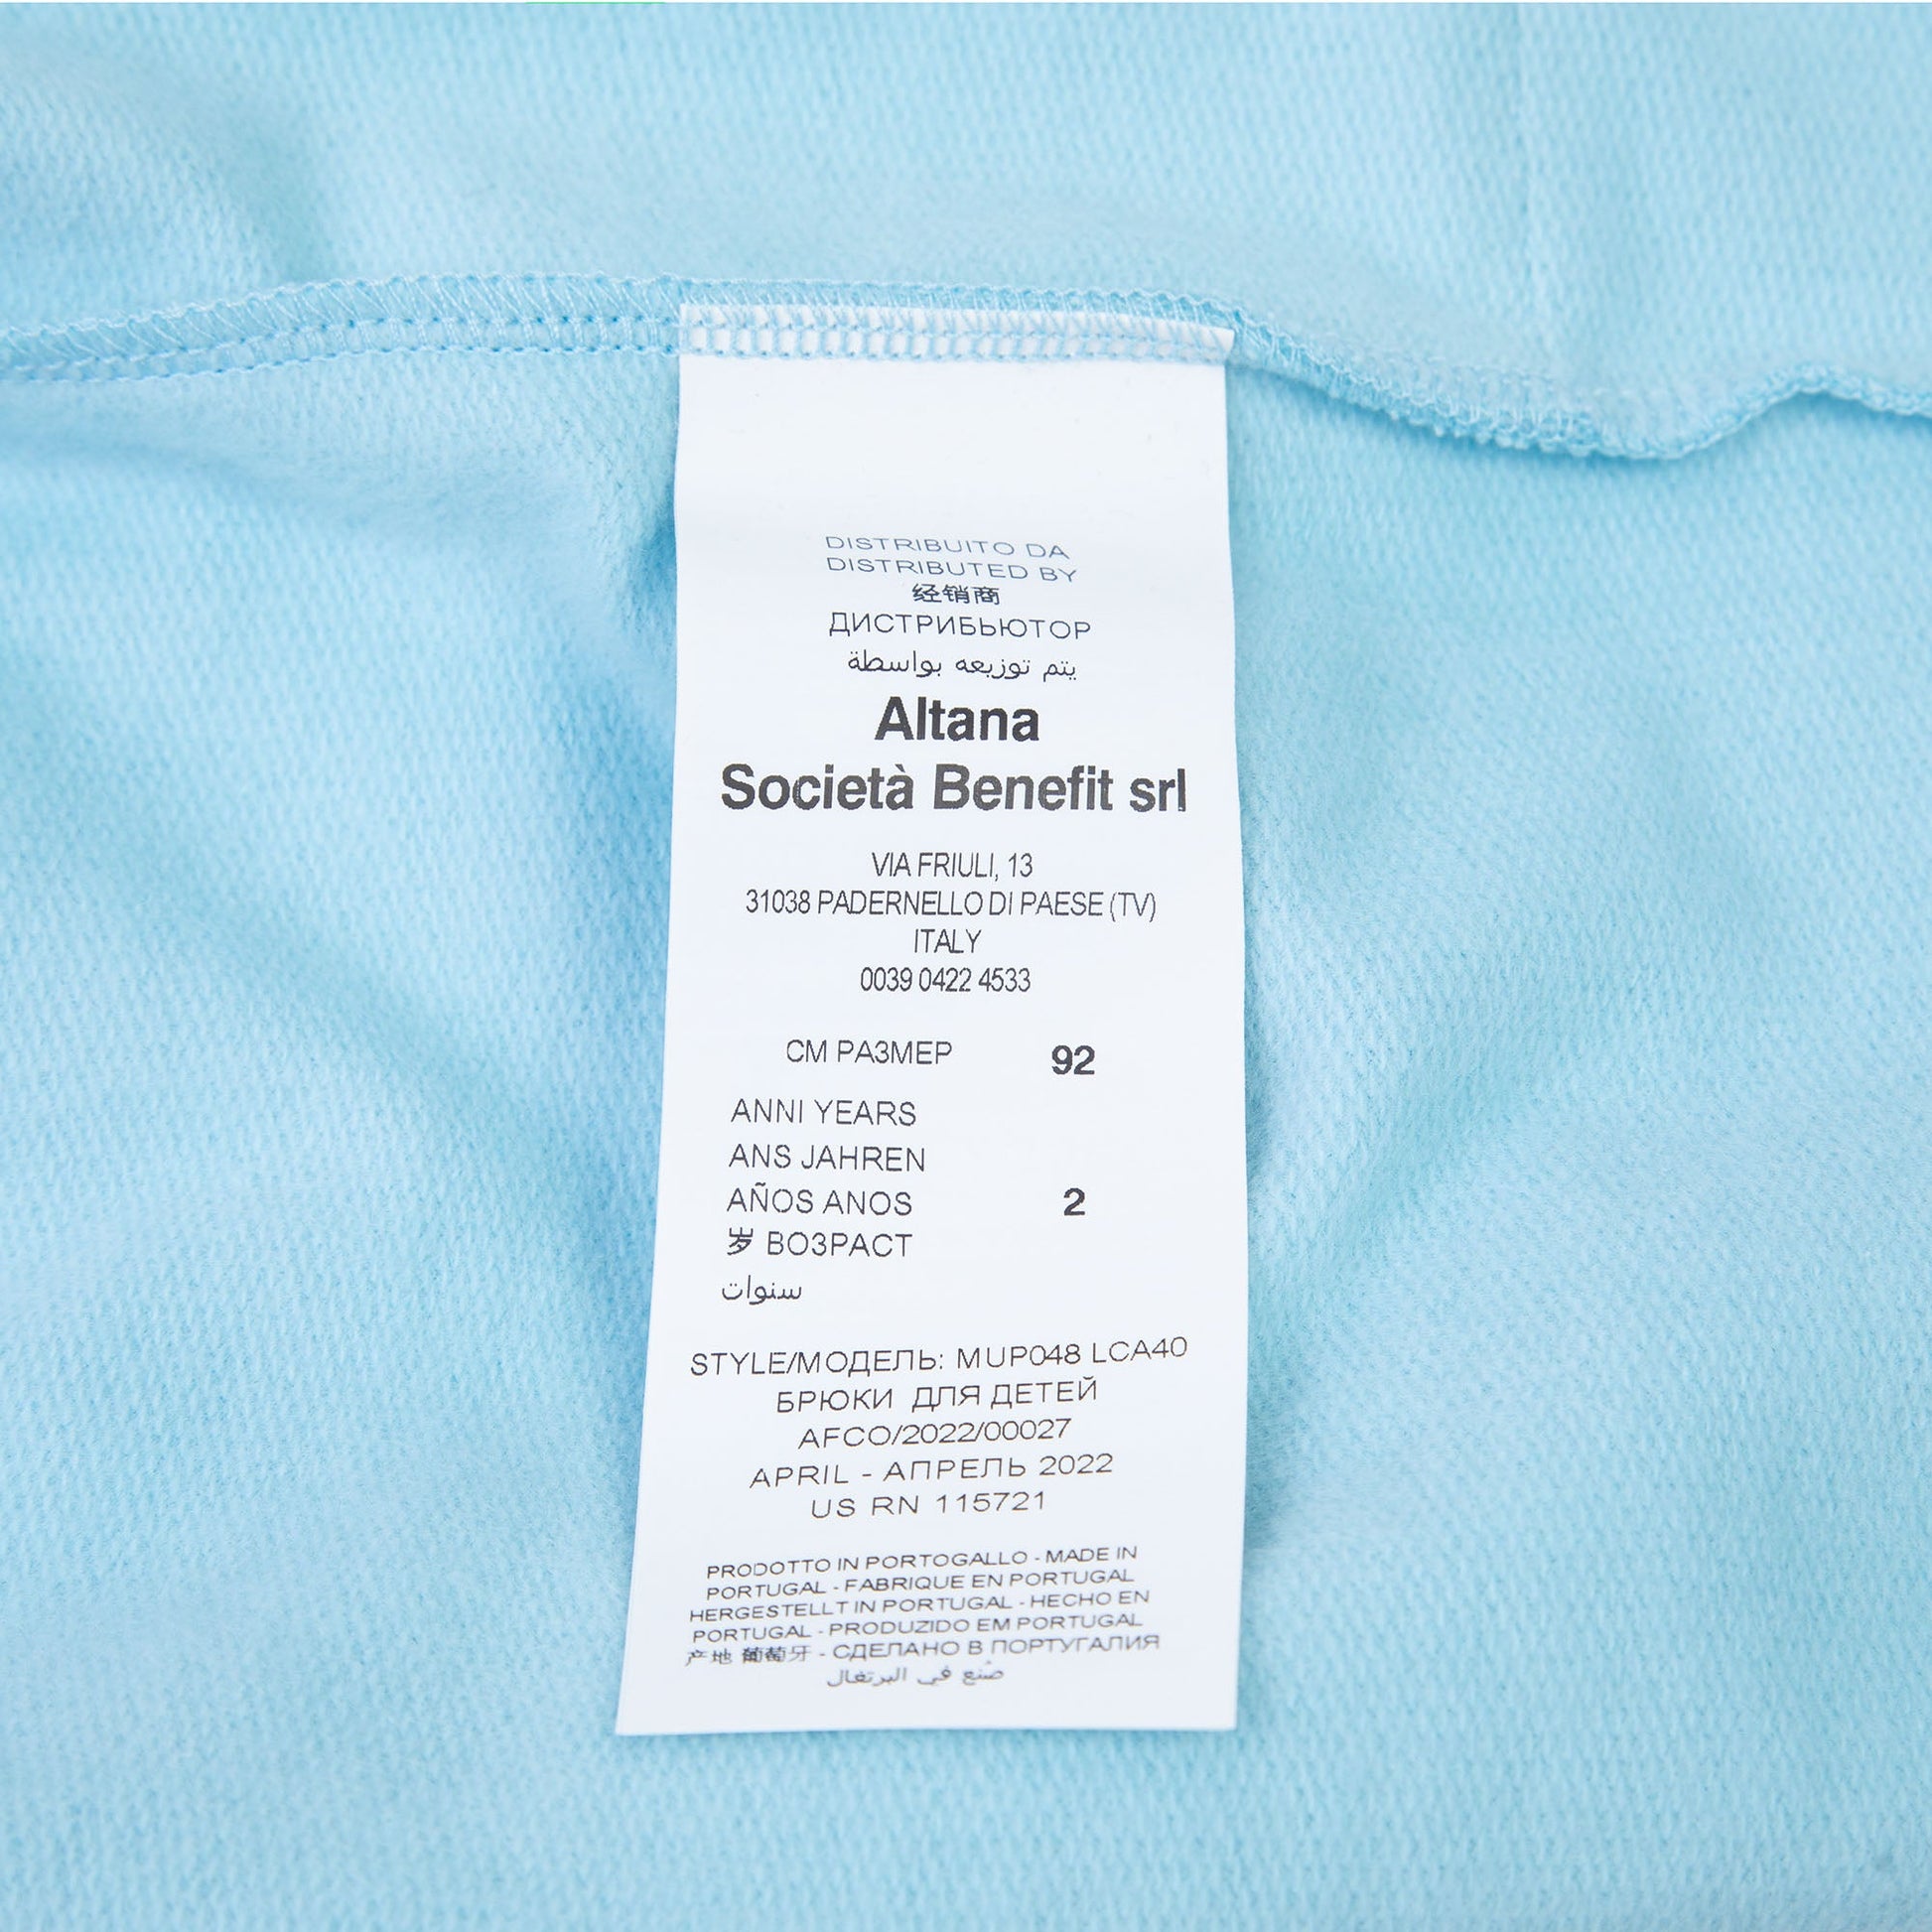 DISTRIBUITO DA
DISTRIBUTED BY
经销商
ДИСТРИБЬЮТОР
يتم توزيعه بواسطة
Altana
Società Benefit srl
VIA FRIULI, 13
31038 PADERNELLO DI PAESE (TV)
ITALY
0039 0422 4533
СМ РАЗМЕР 92
ANNI YEARS
ANS JAHREN
AÑOS ANOS 2
岁 ВОЗРАСТ
سنوات
STYLE/МОДЕЛЬ: MUP048 LCA40
БРЮКИ ДЛЯ ДЕТЕЙ
AFCO/2022/00027
APRIL - АПРЕЛЬ 2022
US RN 115721
PRODOTTO IN PORTOGALLO - MADE IN
PORTUGAL - FABRIQUE EN PORTUGAL
HERGESTELLT IN PORTUGAL - HECHO EN
PORTUGAL - PRODUZIDO EM PORTUGAL
产地 葡萄牙 - СДЕЛАНО В ПОРТУГАЛИЯ
صُنع في البرتغال